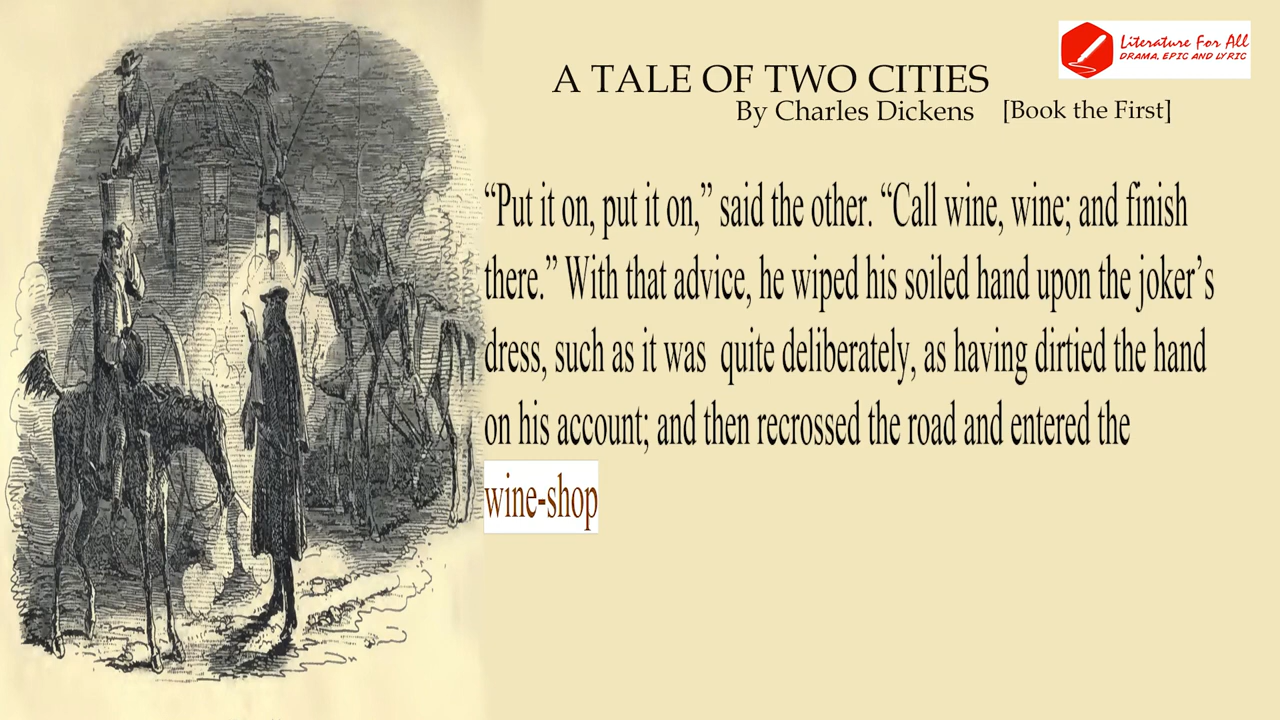 Literature For All
DRAMA, EPIC AND LYRIC
A TALE OF TWO CITIES
By Charles Dickens [Book the First]
“Put it on, put it on,” said the other. “Call wine, wine; and finish
there.” With that advice, he wiped his soiled hand upon the joker’s
dress, such as it was quite deliberately, as having dirtied the hand
on his account; and then recrossed the road and entered the
wine-shop